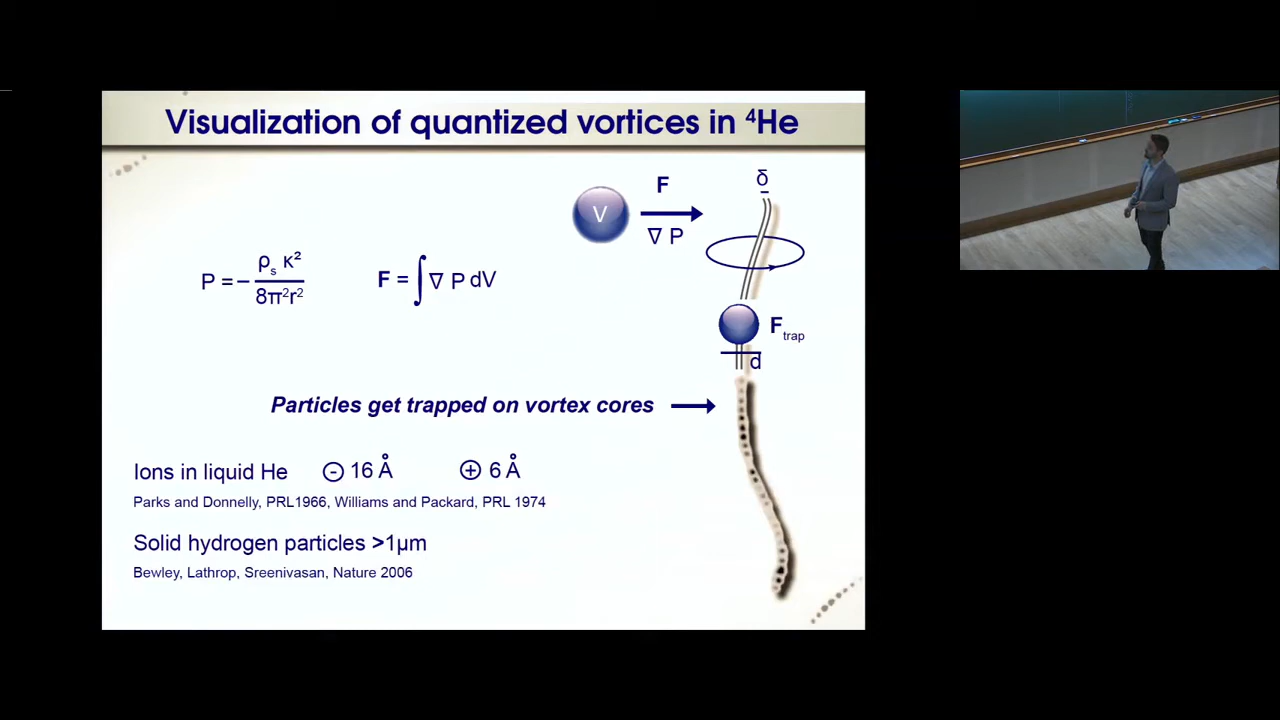 Visualization of quantized vortices in ⁴He
V
F
∇ P
δ
P = − ρₛ κ² / 8π²r²
F = ∫ ∇ P dV
F trap
d
Particles get trapped on vortex cores
Ions in liquid He ⊖ 16 Å ⊕ 6 Å
Parks and Donnelly, PRL1966, Williams and Packard, PRL 1974
Solid hydrogen particles >1μm
Bewley, Lathrop, Sreenivasan, Nature 2006